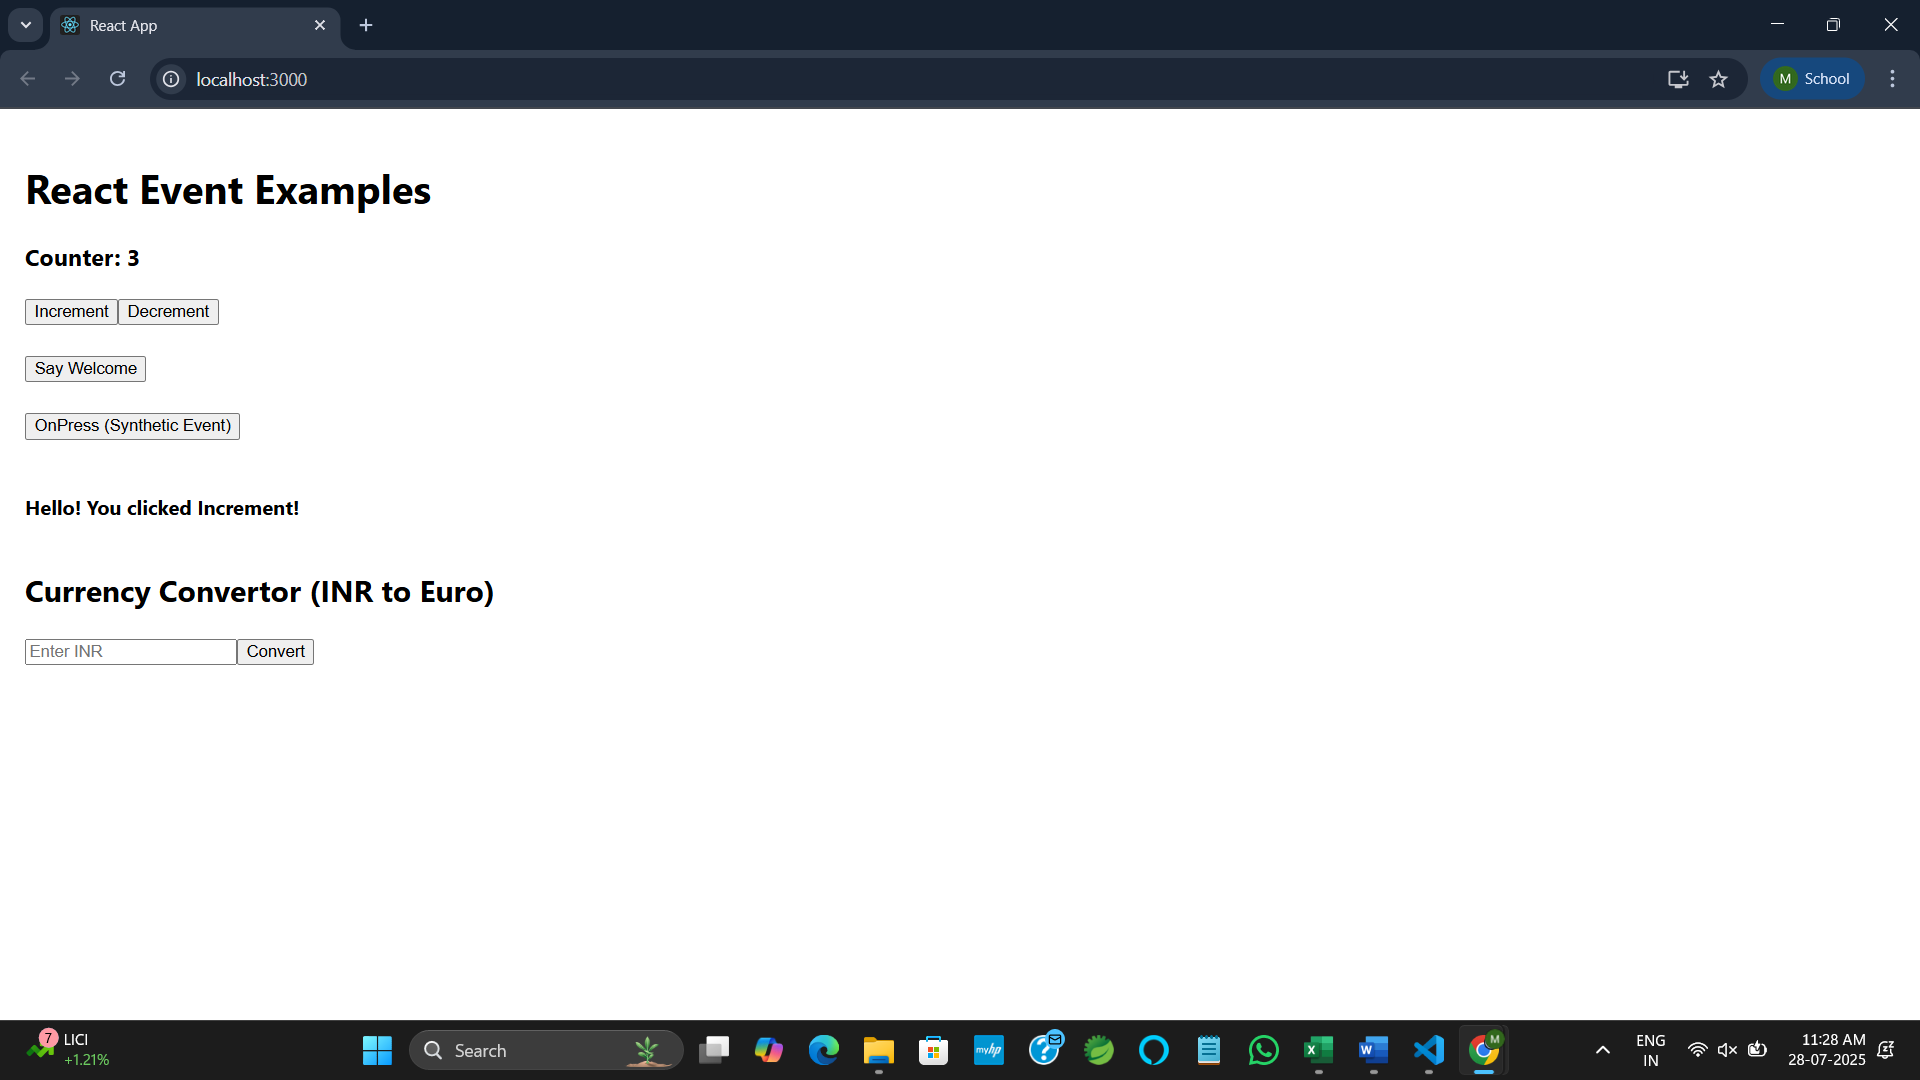 React App
localhost:3000
M School
React Event Examples
Counter: 3
Increment Decrement
Say Welcome
OnPress (Synthetic Event)
Hello! You clicked Increment!
Currency Convertor (INR to Euro)
Enter INR Convert
7 LICI
+1.21%
Search
myhp
M
ENG
IN
11:28 AM
28-07-2025